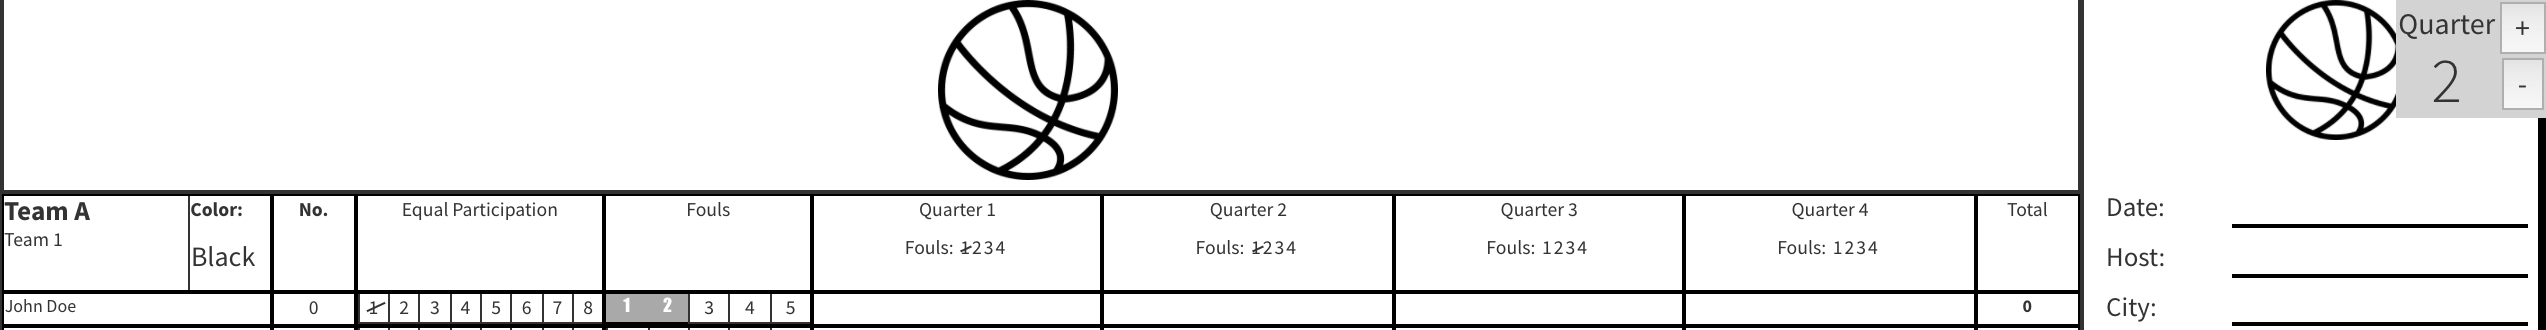 Quarter +
2 -
Team A
Team 1
Color:
Black
No.
Equal Participation
Fouls
Quarter 1
Fouls: 1234
Quarter 2
Fouls: 1234
Quarter 3
Fouls: 1234
Quarter 4
Fouls: 1234
Total
John Doe 0 1 2 3 4 5 6 7 8 1 2 3 4 5 0
Date:
Host:
City: